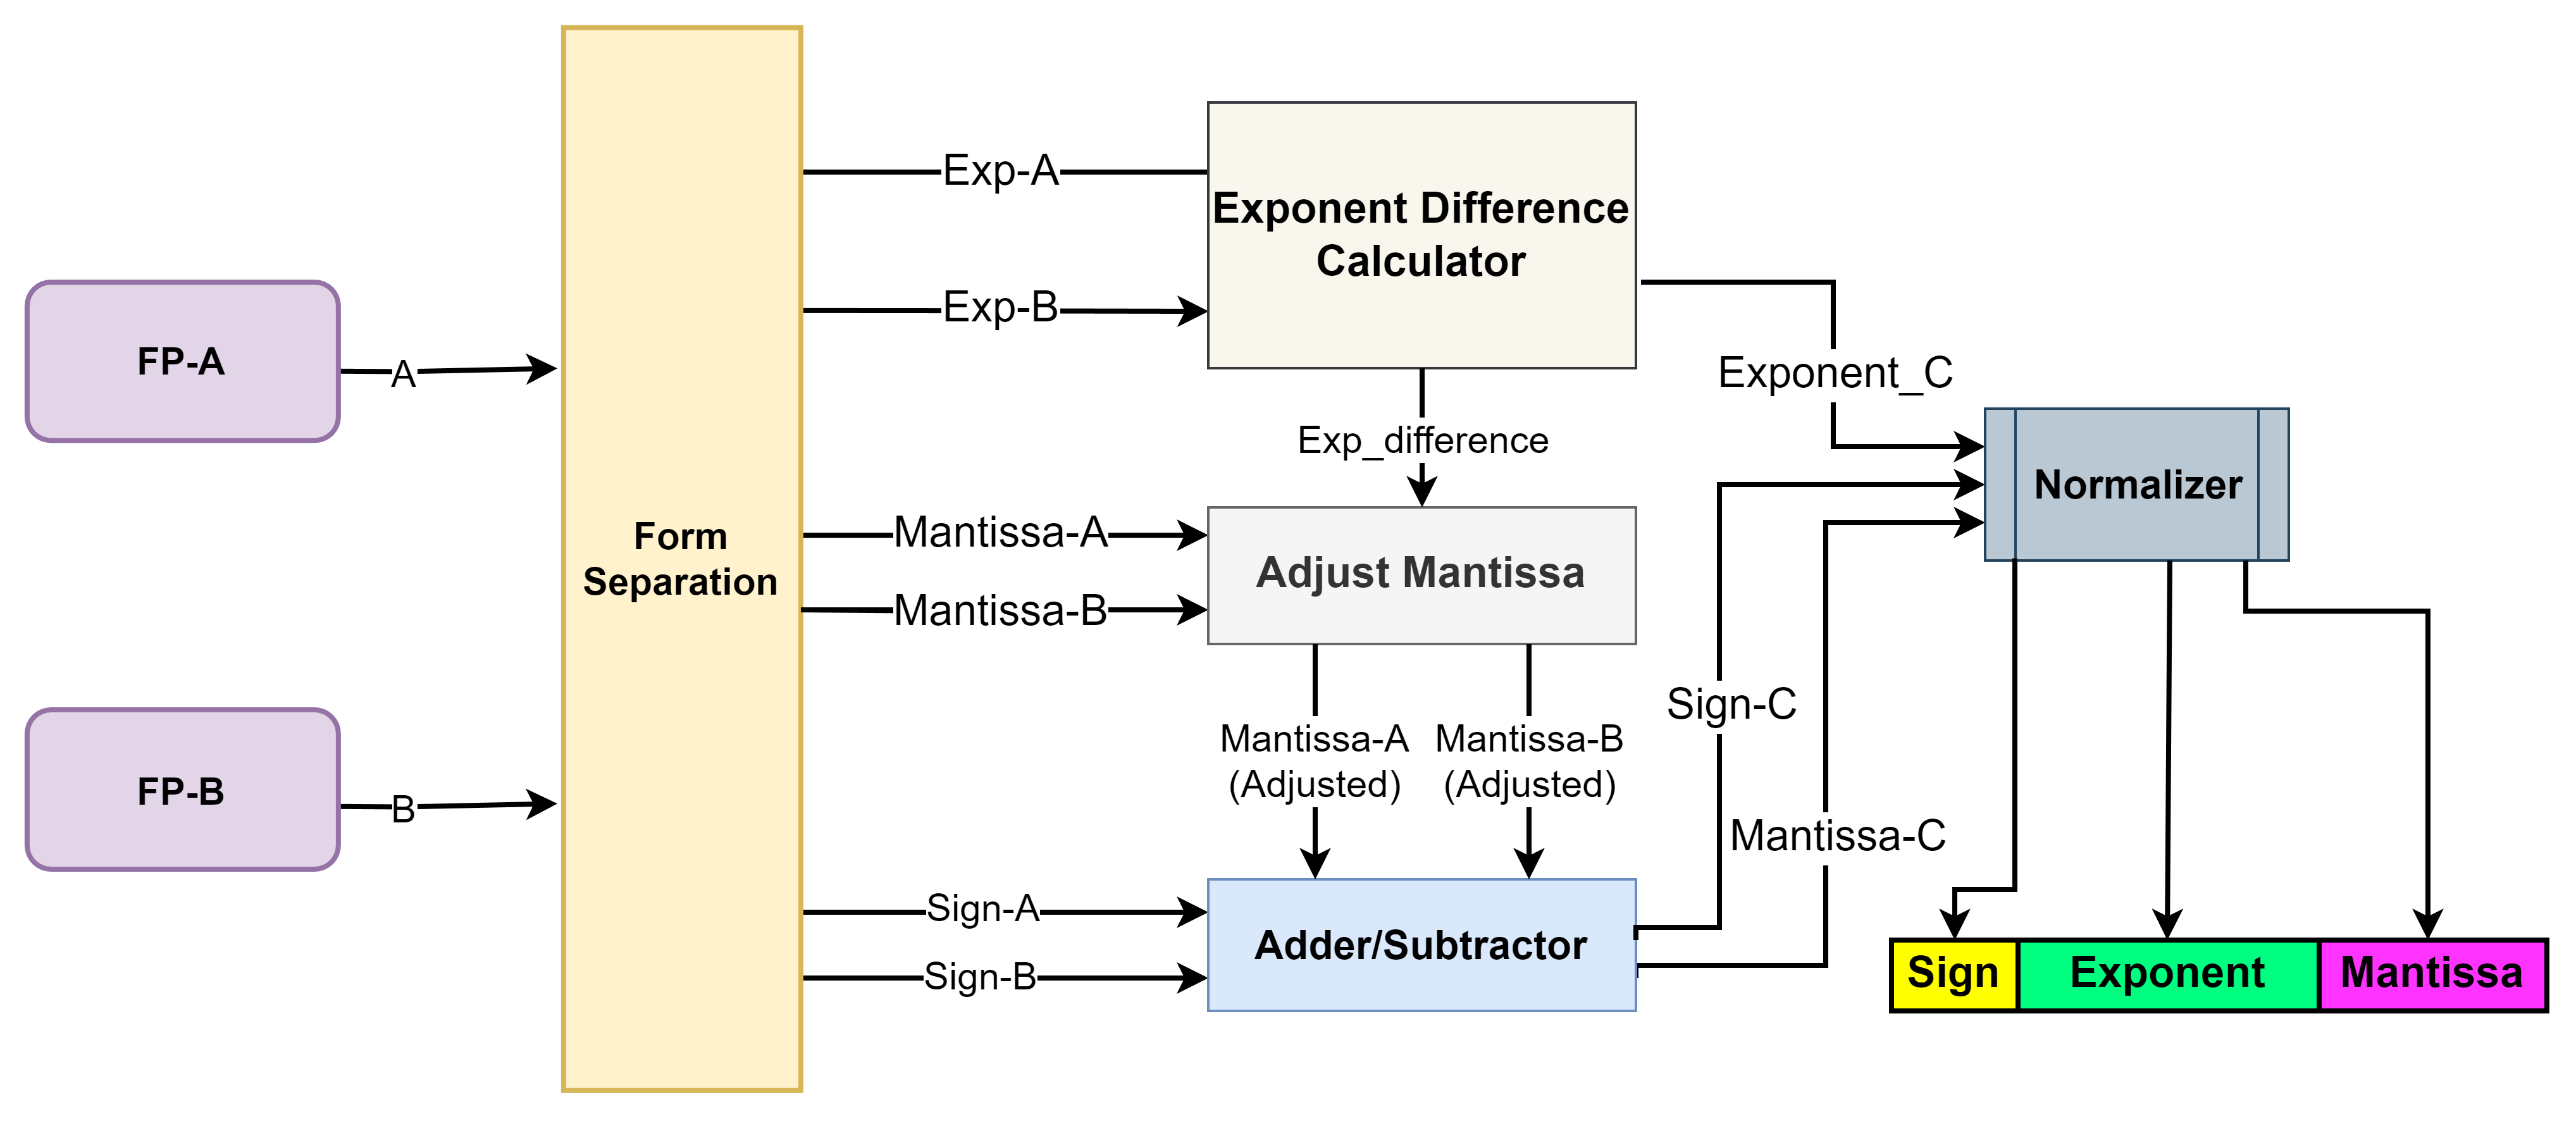 FP-A
A
FP-B
B
Form
Separation
Exp-A
Exp-B
Mantissa-A
Mantissa-B
Sign-A
Sign-B
Exponent Difference
Calculator
Exp_difference
Adjust Mantissa
Mantissa-A
(Adjusted)
Mantissa-B
(Adjusted)
Adder/Subtractor
Exponent_C
Sign-C
Mantissa-C
Normalizer
Sign
Exponent
Mantissa